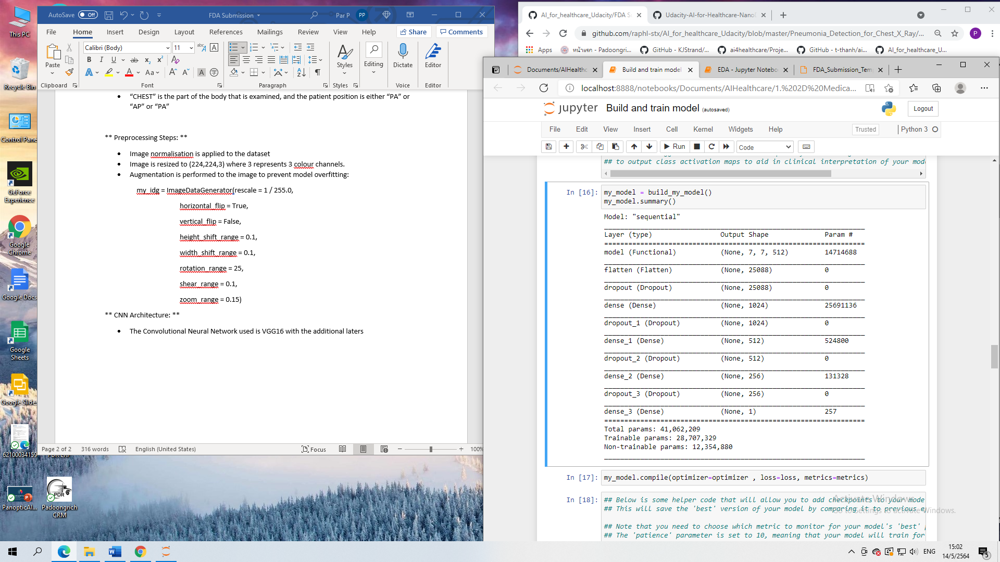 This PC
Recycle Bin
Control Pane
GeForce
Experience
Google
Chrome
Google Docs
Google
Sheets
Google Slides
62100034159
PanopticAI...
Padoongrich
CRM
PDR
AutoSave
Off
FDA Submission
Par P
PP
File
Home
Insert
Design
Layout
References
Mailings
Review
View
Help
Share
Comments
Paste
Calibri (Body)
11
Styles
Editing
Dictate
Editor
Clipboard
Font
Paragraph
Styles
Voice
Editor
• “CHEST” is the part of the body that is examined, and the patient position is either “PA” or
“AP” or “PA”
** Preprocessing Steps: **
• Image normalisation is applied to the dataset
• Image is resized to (224,224,3) where 3 represents 3 colour channels.
• Augmentation is performed to the image to prevent model overfitting:
my_idg = ImageDataGenerator(rescale = 1 / 255.0,
horizontal_flip = True,
vertical_flip = False,
height_shift_range = 0.1,
width_shift_range = 0.1,
rotation_range = 25,
shear_range = 0.1,
zoom_range = 0.15)
** CNN Architecture: **
• The Convolutional Neural Network used is VGG16 with the additional laters
Page 2 of 2
316 words
English (United States)
Focus
100%
AI_for_healthcare_Udacity/FDA S
Udacity-AI-for-Healthcare-Nano
github.com/raphl-stx/AI_for_healthcare_Udacity/blob/master/Pneumonia_Detection_for_Chest_X_Ray/...
P
Apps
หน้าแรก - Padoongri...
GitHub - KJStrand/...
ai4healthcare/Proje...
GitHub - t-thanh/ai...
AI_for_healthcare_U...
Documents/AIHealthc
Build and train model
EDA - Jupyter Notebo
FDA_Submission_Tem
localhost:8888/notebooks/Documents/AIHealthcare/1.%202D%20Medica...
jupyter
Build and train model (autosaved)
Logout
File
Edit
View
Insert
Cell
Kernel
Widgets
Help
Trusted
Python 3
Run
Code
## to output class activation maps to aid in clinical interpretation of your mod
In [16]:
my_model = build_my_model()
my_model.summary()
Model: "sequential"
Layer (type) Output Shape Param #
model (Functional) (None, 7, 7, 512) 14714688
flatten (Flatten) (None, 25088) 0
dropout (Dropout) (None, 25088) 0
dense (Dense) (None, 1024) 25691136
dropout_1 (Dropout) (None, 1024) 0
dense_1 (Dense) (None, 512) 524800
dropout_2 (Dropout) (None, 512) 0
dense_2 (Dense) (None, 256) 131328
dropout_3 (Dropout) (None, 256) 0
dense_3 (Dense) (None, 1) 257
Total params: 41,062,209
Trainable params: 28,707,329
Non-trainable params: 12,354,880
In [17]:
my_model.compile(optimizer=optimizer , loss=loss, metrics=metrics)
In [18]:
## Below is some helper code that will allow you to add checkpoints to your mode
## This will save the 'best' version of your model by comparing it to previous e
## Note that you need to choose which metric to monitor for your model's 'best'
## The 'patience' parameter is set to 10, meaning that your model will train for
Activate Windows
Go to Settings to activate Windows.
ENG
15:02
14/5/2564
5